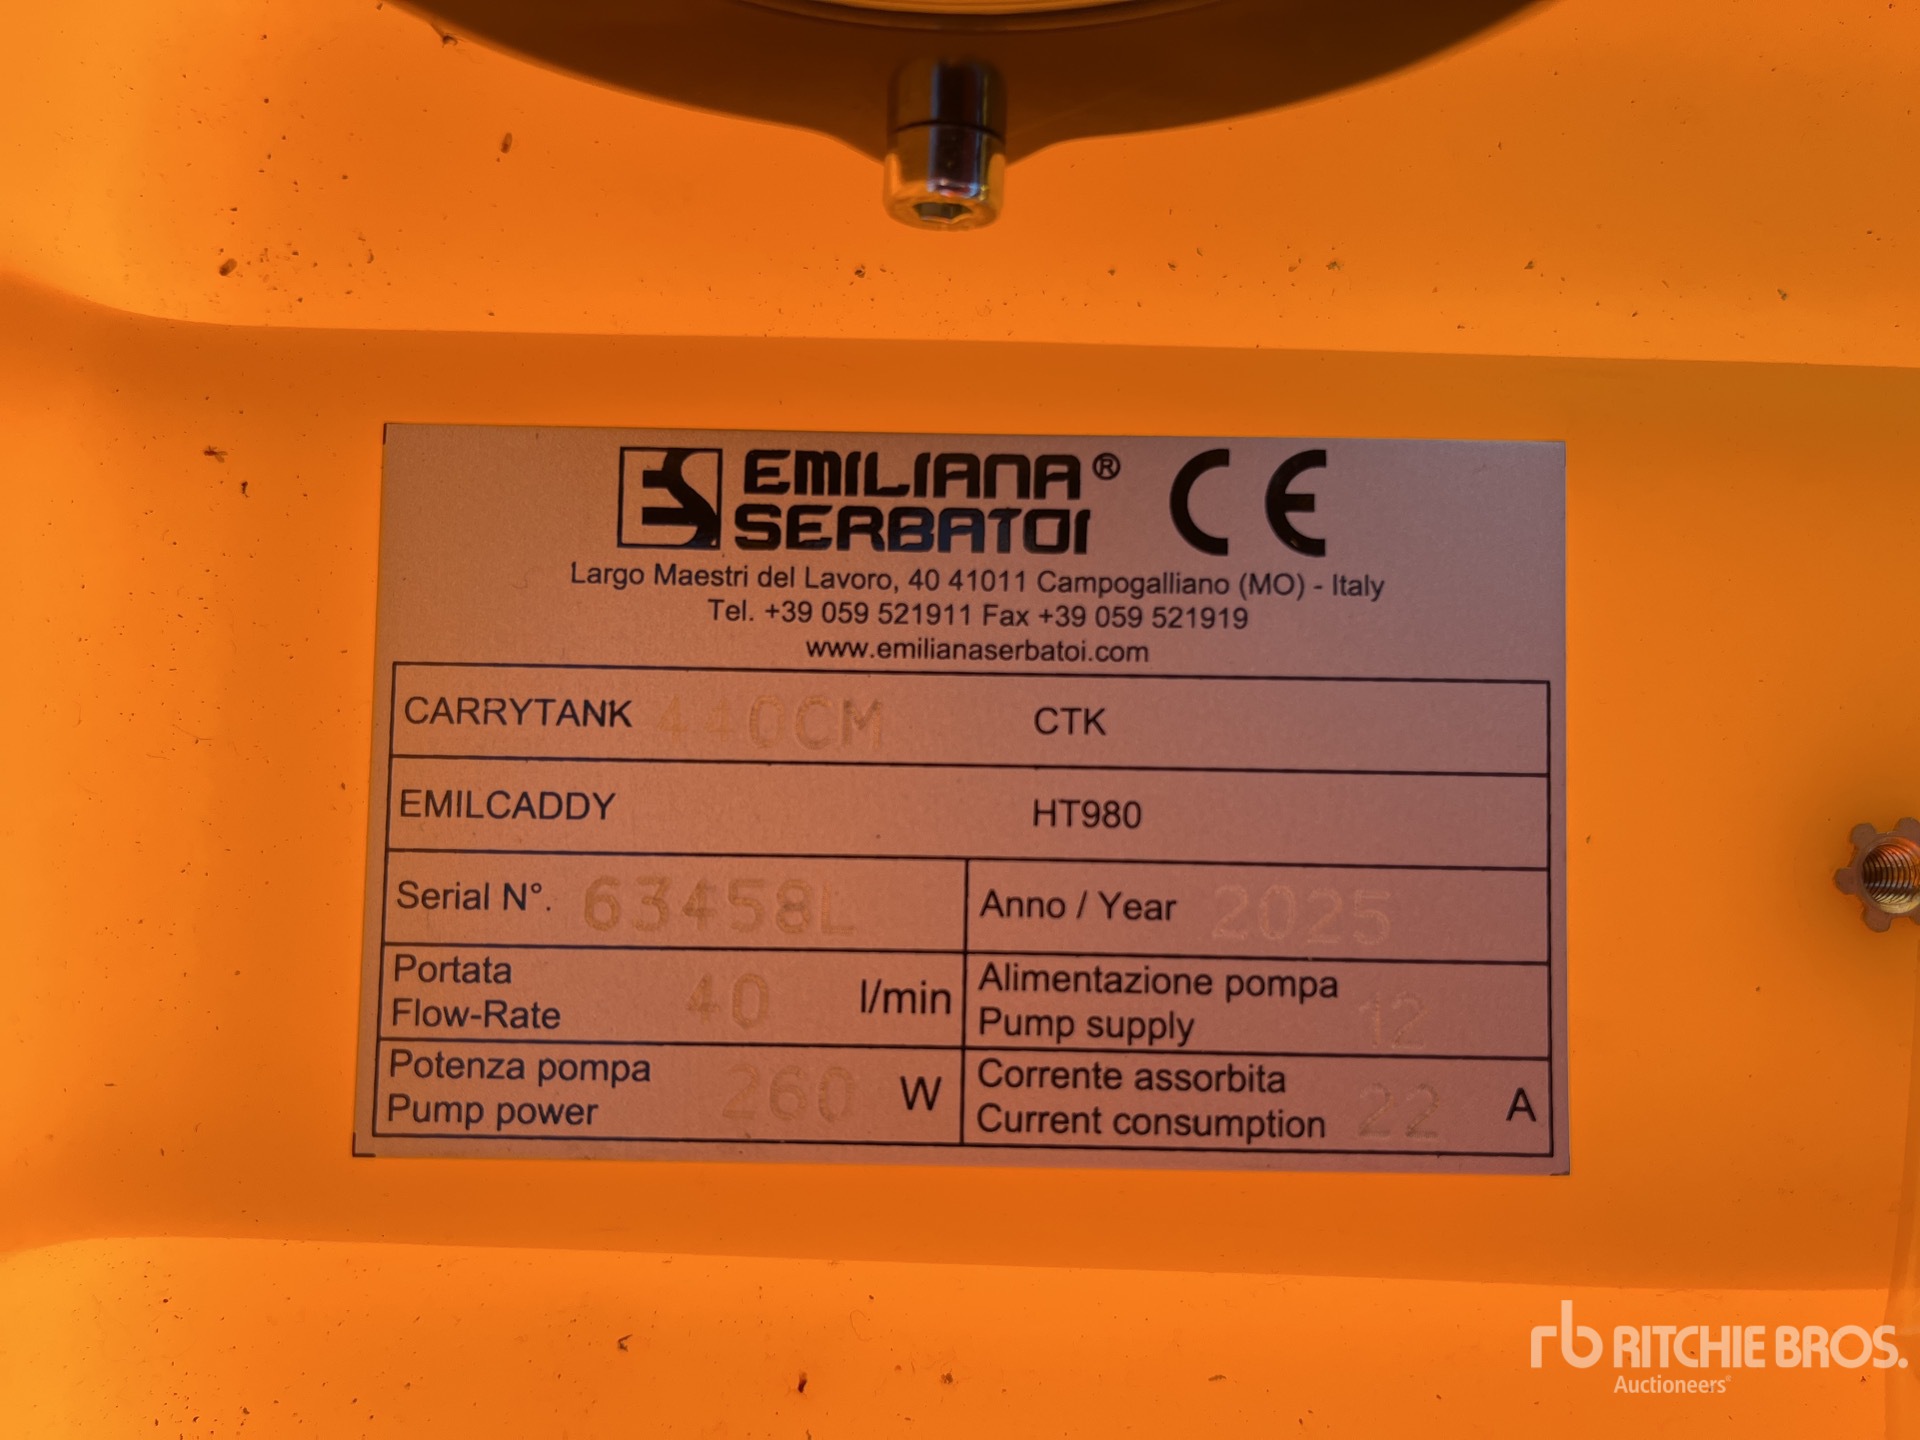 EMILIANA® CE
SERBATOI
Largo Maestri del Lavoro, 40 41011 Campogalliano (MO) - Italy
Tel. +39 059 521911 Fax +39 059 521919
www.emilianaserbatoi.com
CARRYTANK 440CM CTK
EMILCADDY HT980
Serial N°. 63458L Anno / Year 2025
Portata
Flow-Rate 40 l/min
Alimentazione pompa
Pump supply 12
Potenza pompa
Pump power 260 W
Corrente assorbita
Current consumption 22 A
rb RITCHIE BROS.
Auctioneers